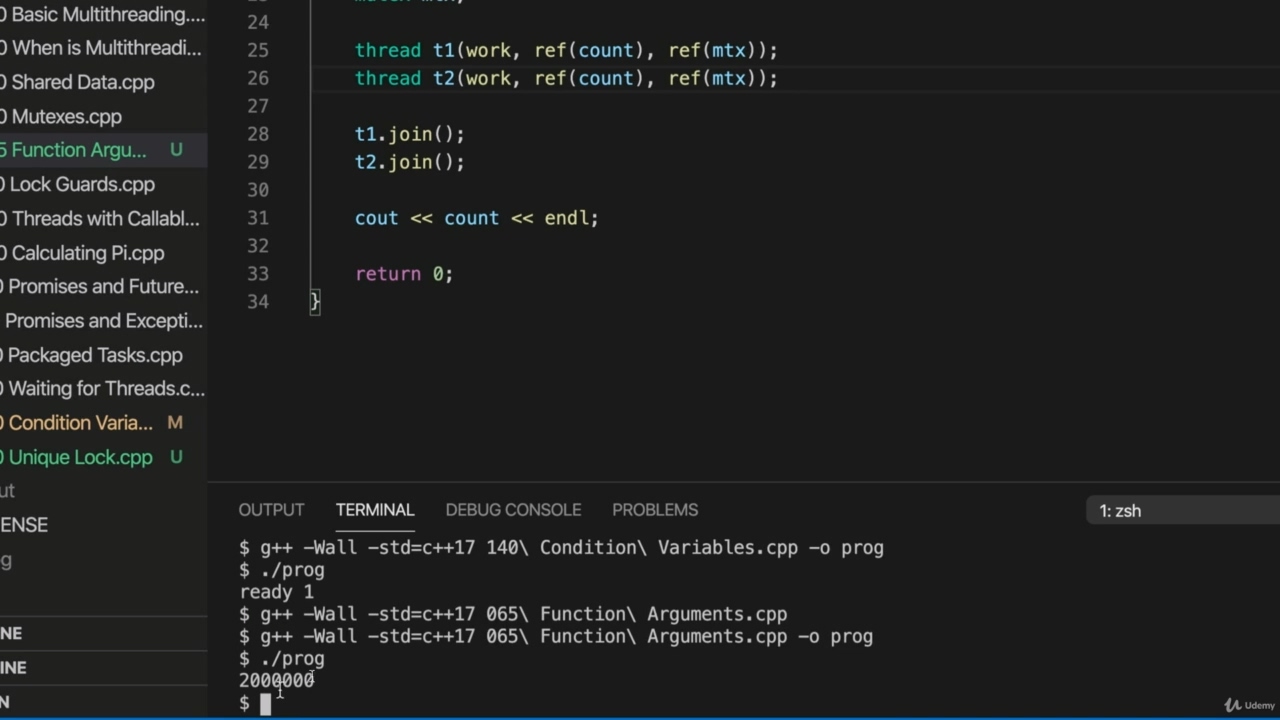 0 Basic Multithreading....
0 When is Multithreadi...
0 Shared Data.cpp
0 Mutexes.cpp
5 Function Argu... U
0 Lock Guards.cpp
0 Threads with Callabl...
0 Calculating Pi.cpp
0 Promises and Future...
Promises and Excepti...
0 Packaged Tasks.cpp
0 Waiting for Threads.c...
0 Condition Varia... M
0 Unique Lock.cpp U
ut
ENSE
g
NE
INE
N
24
25 thread t1(work, ref(count), ref(mtx));
26 thread t2(work, ref(count), ref(mtx));
27
28 t1.join();
29 t2.join();
30
31 cout << count << endl;
32
33 return 0;
34 }
OUTPUT TERMINAL DEBUG CONSOLE PROBLEMS 1: zsh
$ g++ -Wall -std=c++17 140\ Condition\ Variables.cpp -o prog
$ ./prog
ready 1
$ g++ -Wall -std=c++17 065\ Function\ Arguments.cpp
$ g++ -Wall -std=c++17 065\ Function\ Arguments.cpp -o prog
$ ./prog
2000000
$
Udemy